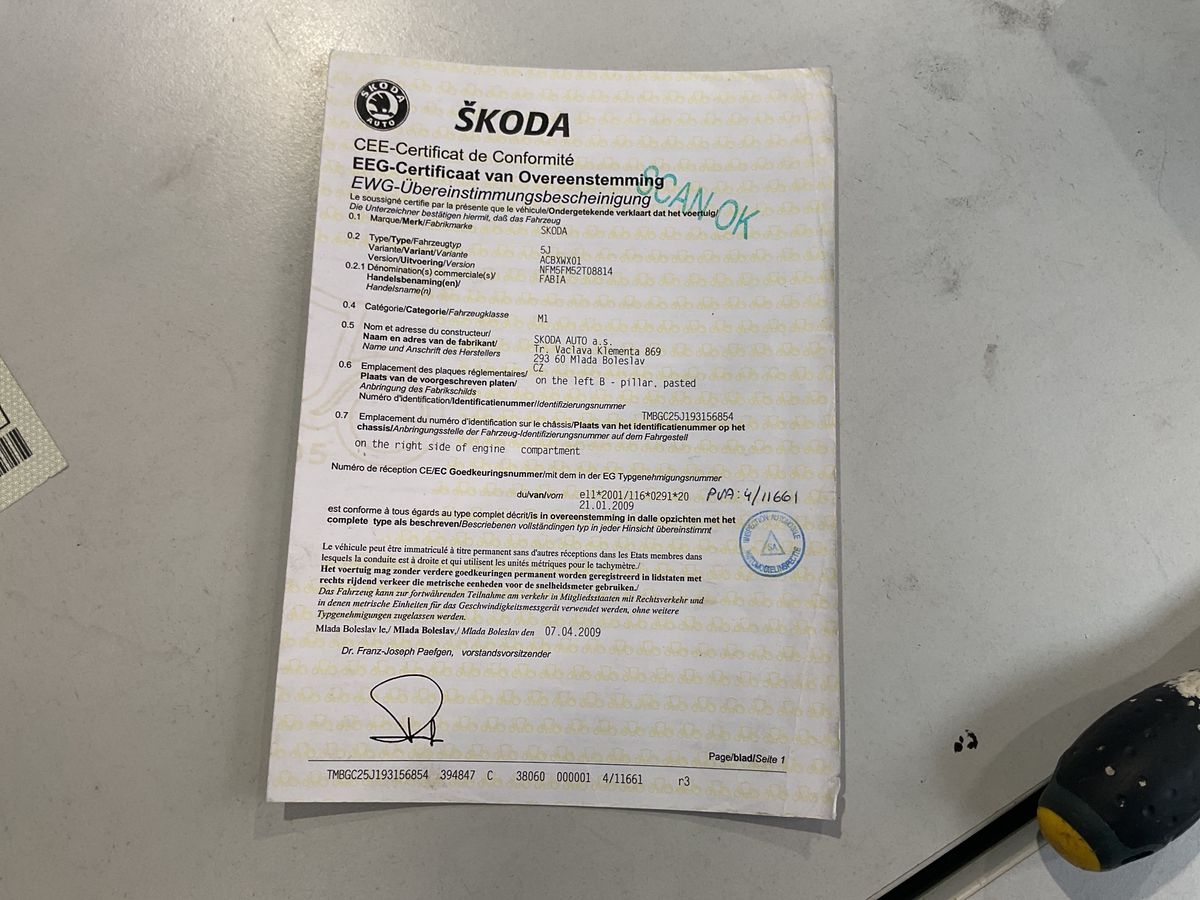 SKODA
AUTO
ŠKODA
CEE-Certificat de Conformité
EEG-Certificaat van Overeenstemming
EWG-Übereinstimmungsbescheinigung
SCAN OK
Le soussigné certifie par la présente que le véhicule/Ondergetekende verklaart dat het voertuig/
Die Unterzeichner bestätigen hiermit, daß das Fahrzeug
0.1 Marque/Merk/Fabrikmarke SKODA
0.2 Type/Type/Fahrzeugtyp 5J
Variante/Variant/Variante ACBXWX01
Version/Uitvoering/Version NFM5FM52T08814
0.2.1 Dénomination(s) commerciale(s)/ FABIA
Handelsbenaming(en)/
Handelsname(n)
0.4 Catégorie/Categorie/Fahrzeugklasse M1
0.5 Nom et adresse du constructeur/ SKODA AUTO a.s.
Naam en adres van de fabrikant/ Tr. Vaclava Klementa 869
Name und Anschrift des Herstellers 293 60 Mlada Boleslav
CZ
0.6 Emplacement des plaques réglementaires/
Plaats van de voorgeschreven platen/ on the left B - pillar, pasted
Anbringung des Fabrikschilds
Numéro d'identification/Identificatienummer/Identifizierungsnummer
TMBGC25J193156854
0.7 Emplacement du numéro d'identification sur le châssis/Plaats van het identificatienummer op het
chassis/Anbringungsstelle der Fahrzeug-Identifizierungsnummer auf dem Fahrgestell
on the right side of engine compartment
Numéro de réception CE/EC Goedkeuringsnummer/mit dem in der EG Typgenehmigungsnummer
du/van/vom e11*2001/116*0291*20 PVA: 4/11661
21.01.2009
est conforme à tous égards au type complet décrit/is in overeenstemming in dalle opzichten met het
complete type als beschreven/Bescriebenen vollständingen typ in jeder Hinsicht übereinstimmt
INSPECTION AUTOMOBILE
SA
AUTOMOBIELINSPECTIE
Le véhicule peut être immatriculé à titre permanent sans d'autres réceptions dans les Etats membres dans
lesquels la conduite est à droite et qui utilisent les unités métriques pour le tachymètre./
Het voertuig mag zonder verdere goedkeuringen permanent worden geregistreerd in lidstaten met
rechts rijdend verkeer die metrische eenheden voor de snelheidsmeter gebruiken./
Das Fahrzeug kann zur fortwährenden Teilnahme am verkehr in Mitgliedsstaaten mit Rechtsverkehr und
in denen metrische Einheiten für das Geschwindigkeitsmessgerät verwendet werden, ohne weitere
Typgenehmigungen zugelassen werden.
Mlada Boleslav le,/ Mlada Boleslav,/ Mlada Boleslav den 07.04.2009
Dr. Franz-Joseph Paefgen, vorstandsvorsitzender
Page/blad/Seite 1
TMBGC25J193156854 394847 C 38060 000001 4/11661 r3